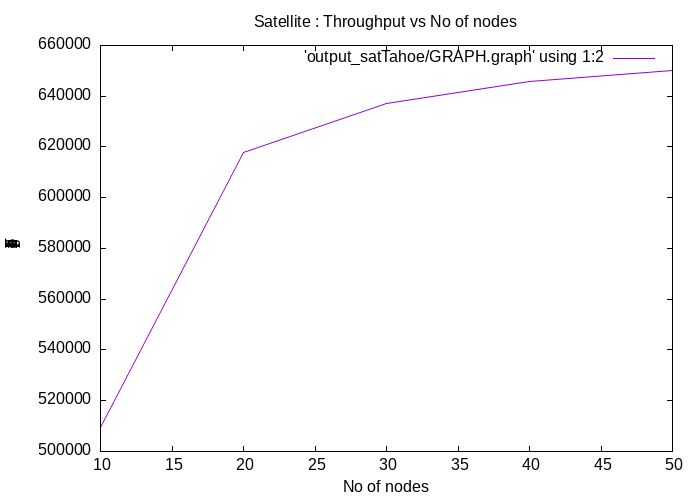 Satellite : Throughput vs No of nodes
'output_satTahoe/GRAPH.graph' using 1:2
660000
640000
620000
600000
580000
560000
540000
520000
500000
10 15 20 25 30 35 40 45 50
No of nodes